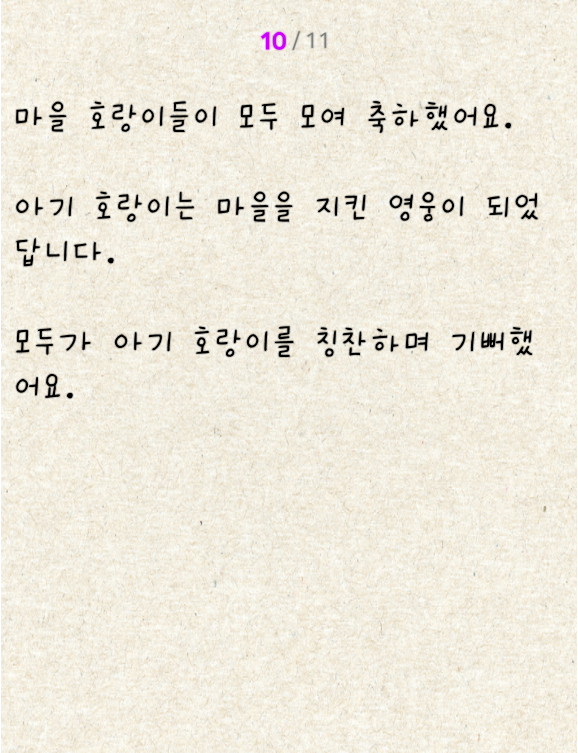 10 / 11
마을 호랑이들이 모두 모여 축하했어요.
아기 호랑이는 마을을 지킨 영웅이 되었
답니다.
모두가 아기 호랑이를 칭찬하며 기뻐했
어요.